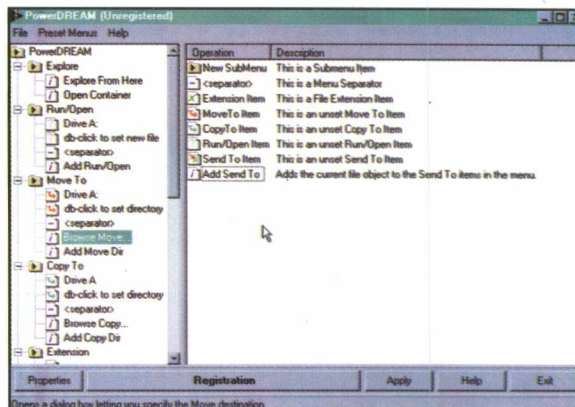 PowerDREAM (Unregistered)
File Preset Menus Help
PowerDREAM
Explore
Explore From Here
Open Container
Run/Open
Drive A:
db-click to set new file
<separator>
Add Run/Open
Move To
Drive A:
db-click to set directory
<separator>
Browse Move...
Add Move Dir
Copy To
Drive A
db-click to set directory
<separator>
Browse Copy...
Add Copy Dir
Extension
Operation Description
New SubMenu This is a Submenu Item
<separator> This is a Menu Separator
Extension Item This is a File Extension Item
MoveTo Item This is an unset Move To Item
CopyTo Item This is an unset Copy To Item
Run/Open Item This is an unset Run/Open Item
Send To Item This is an unset Send To Item
Add Send To Adds the current file object to the Send To items in the menu.
Properties Registration Apply Help Exit
Opens a dialog box letting you specify the Move destination